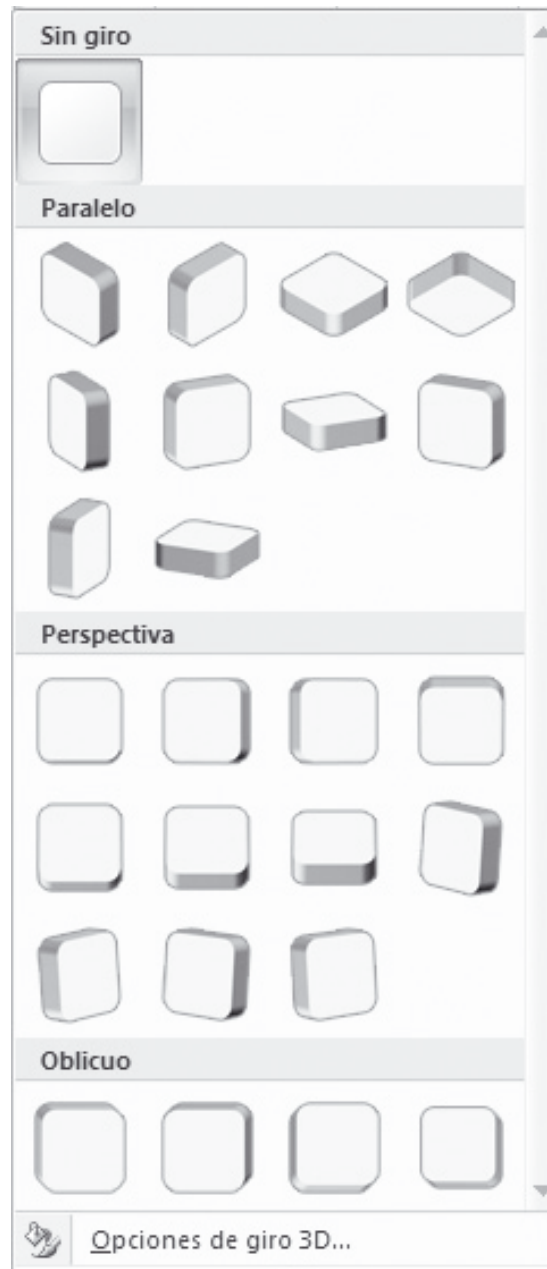 Sin giro
Paralelo
Perspectiva
Oblicuo
Opciones de giro 3D...